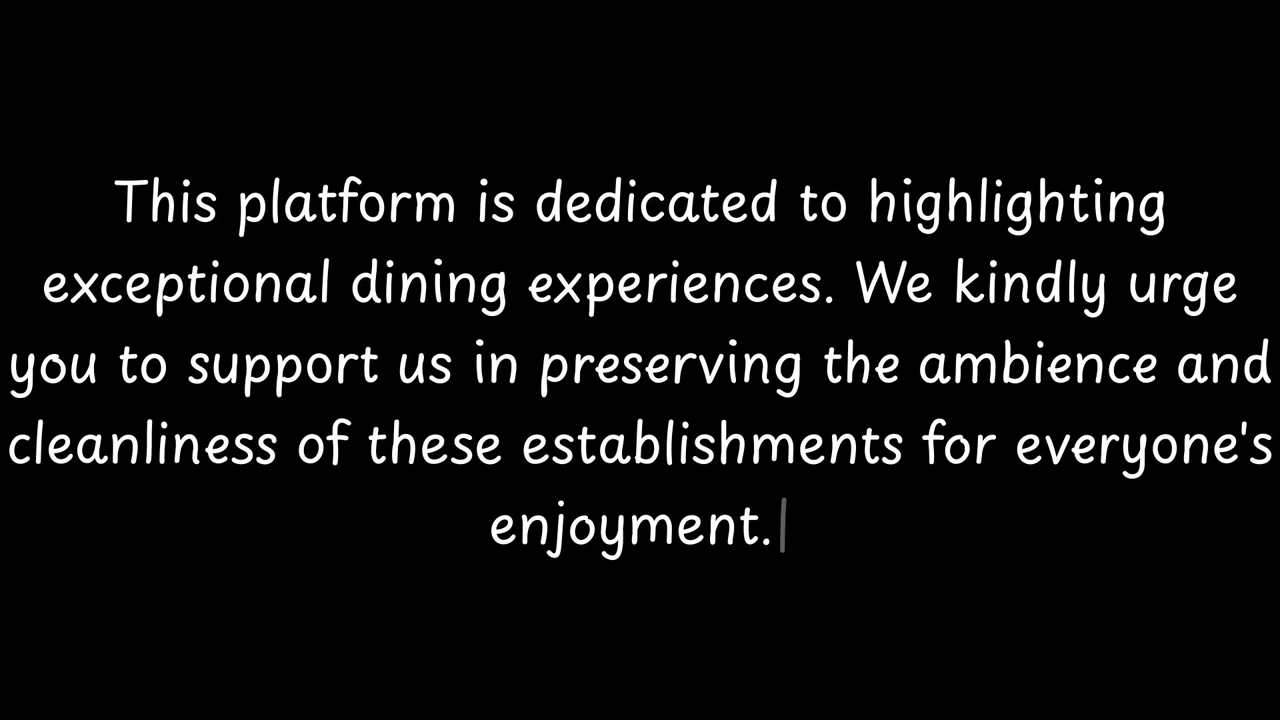 This platform is dedicated to highlighting
exceptional dining experiences. We kindly urge
you to support us in preserving the ambience and
cleanliness of these establishments for everyone's
enjoyment.